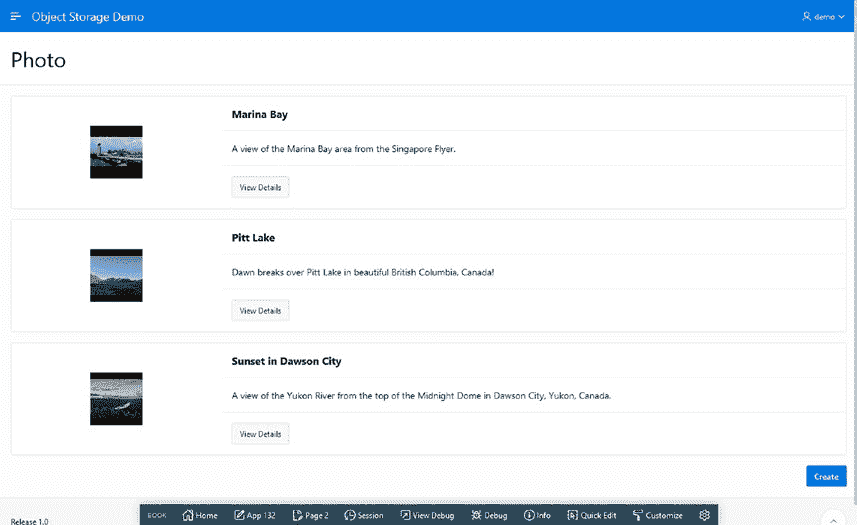 Object Storage Demo
demo
Photo
Marina Bay
A view of the Marina Bay area from the Singapore Flyer.
View Details
Pitt Lake
Dawn breaks over Pitt Lake in beautiful British Columbia, Canada!
View Details
Sunset in Dawson City
A view of the Yukon River from the top of the Midnight Dome in Dawson City, Yukon, Canada.
View Details
Create
Release 1.0
BOOK Home App 132 Page 2 Session View Debug Debug Info Quick Edit Customize